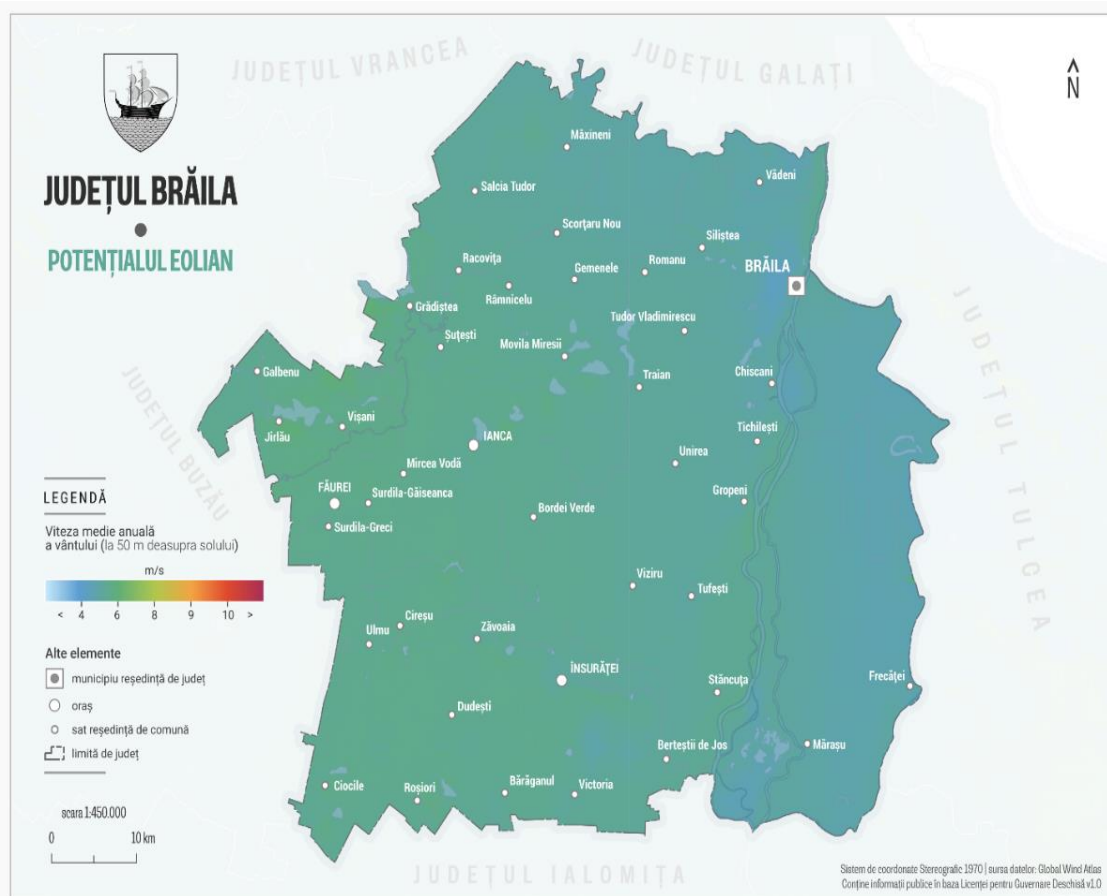 JUDEȚUL VRANCEA
JUDEȚUL GALAȚI
N
JUDEȚUL BRĂILA
POTENȚIALUL EOLIAN
Măxineni
Vădeni
Salcia Tudor
Scorțaru Nou
Siliștea
Racovița
Gemenele
Romanu
BRĂILA
Râmnicelu
Grădiștea
Tudor Vladimirescu
Șuțești
Movila Miresii
Galbenu
Traian
Chiscani
JUDEȚUL TULCEA
JUDEȚUL BUZĂU
Jirlău
Vișani
IANCA
Tichilești
Unirea
Mircea Vodă
FĂUREI
Surdila-Găiseanca
Gropeni
Surdila-Greci
Bordei Verde
Viziru
Tufești
Cireșu
Ulmu
Zăvoaia
ÎNSURĂȚEI
Stăncuța
Frecăței
Dudești
Berteștii de Jos
Mărașu
Ciocile
Roșiori
Bărăganul
Victoria
JUDEȚUL IALOMIȚA
LEGENDĂ
Viteza medie anuală
a vântului (la 50 m deasupra solului)
m/s
< 4 6 8 9 10 >
Alte elemente
municipiu reședință de județ
oraș
sat reședință de comună
limită de județ
scara 1:450.000
0 10 km
Sistem de coordonate Stereografic 1970 | sursa datelor: Global Wind Atlas
Conține informații publice în baza Licenței pentru Guvernare Deschisă v1.0